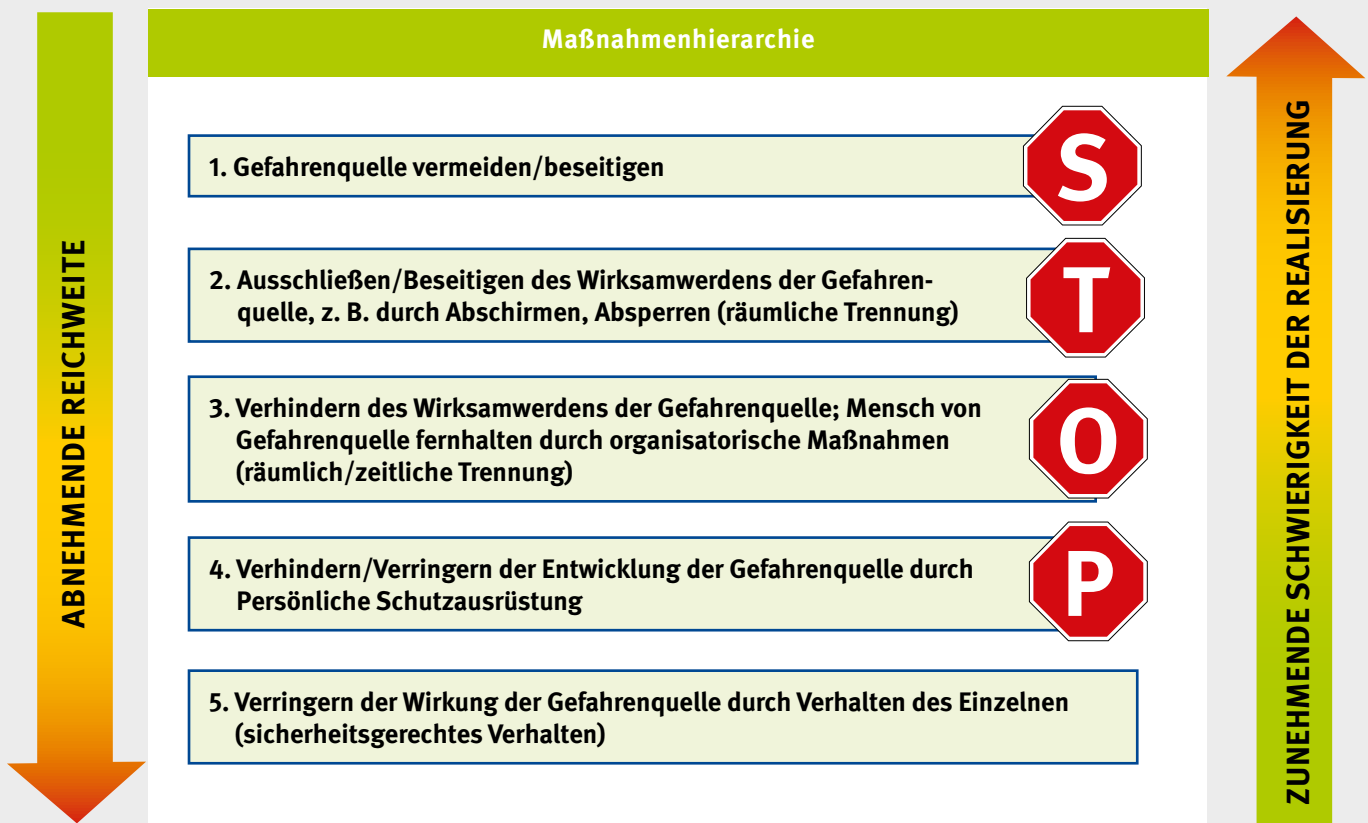 Maßnahmenhierarchie
ABNEHMENDE REICHWEITE
1. Gefahrenquelle vermeiden/beseitigen
S
2. Ausschließen/Beseitigen des Wirksamwerdens der Gefahren-
quelle, z. B. durch Abschirmen, Absperren (räumliche Trennung)
T
3. Verhindern des Wirksamwerdens der Gefahrenquelle; Mensch von
Gefahrenquelle fernhalten durch organisatorische Maßnahmen
(räumlich/zeitliche Trennung)
O
4. Verhindern/Verringern der Entwicklung der Gefahrenquelle durch
Persönliche Schutzausrüstung
P
5. Verringern der Wirkung der Gefahrenquelle durch Verhalten des Einzelnen
(sicherheitsgerechtes Verhalten)
ZUNEHMENDE SCHWIERIGKEIT DER REALISIERUNG